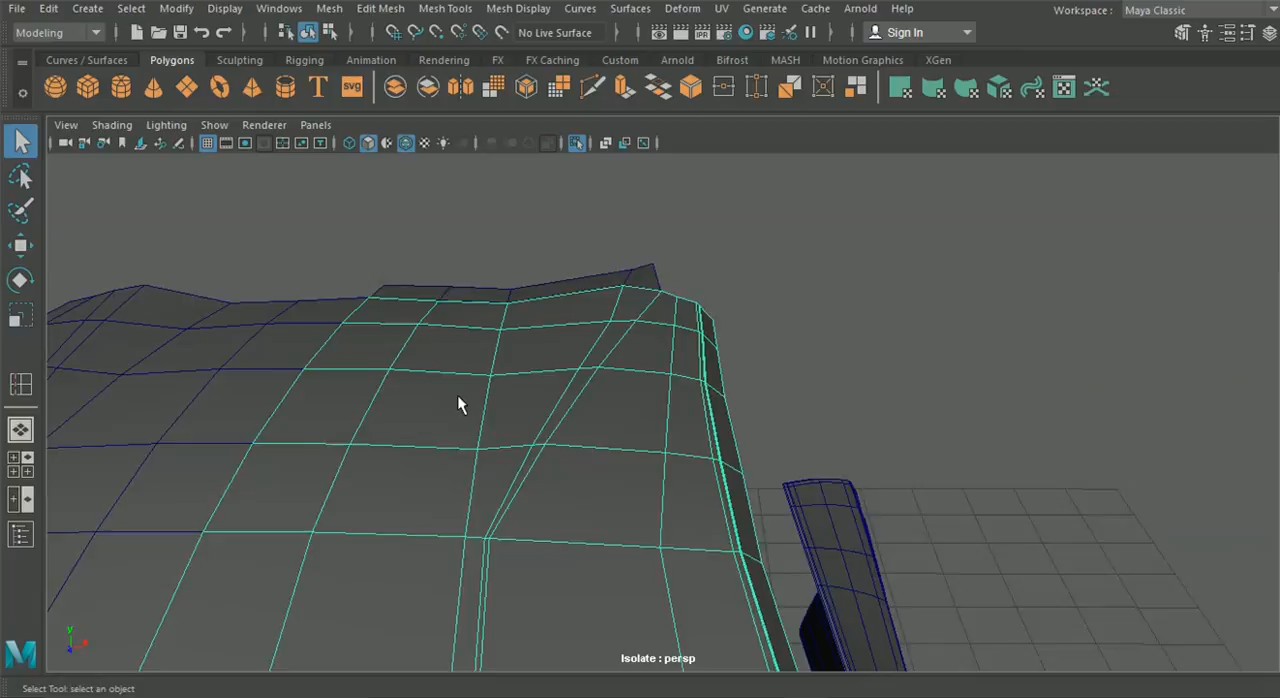 File Edit Create Select Modify Display Windows Mesh Edit Mesh Mesh Tools Mesh Display Curves Surfaces Deform UV Generate Cache Arnold Help Workspace : Maya Classic
Modeling No Live Surface Sign In
Curves / Surfaces Polygons Sculpting Rigging Animation Rendering FX FX Caching Custom Arnold Bifrost MASH Motion Graphics XGen
T SVG
View Shading Lighting Show Renderer Panels
y
Isolate : persp
M
Select Tool: select an object